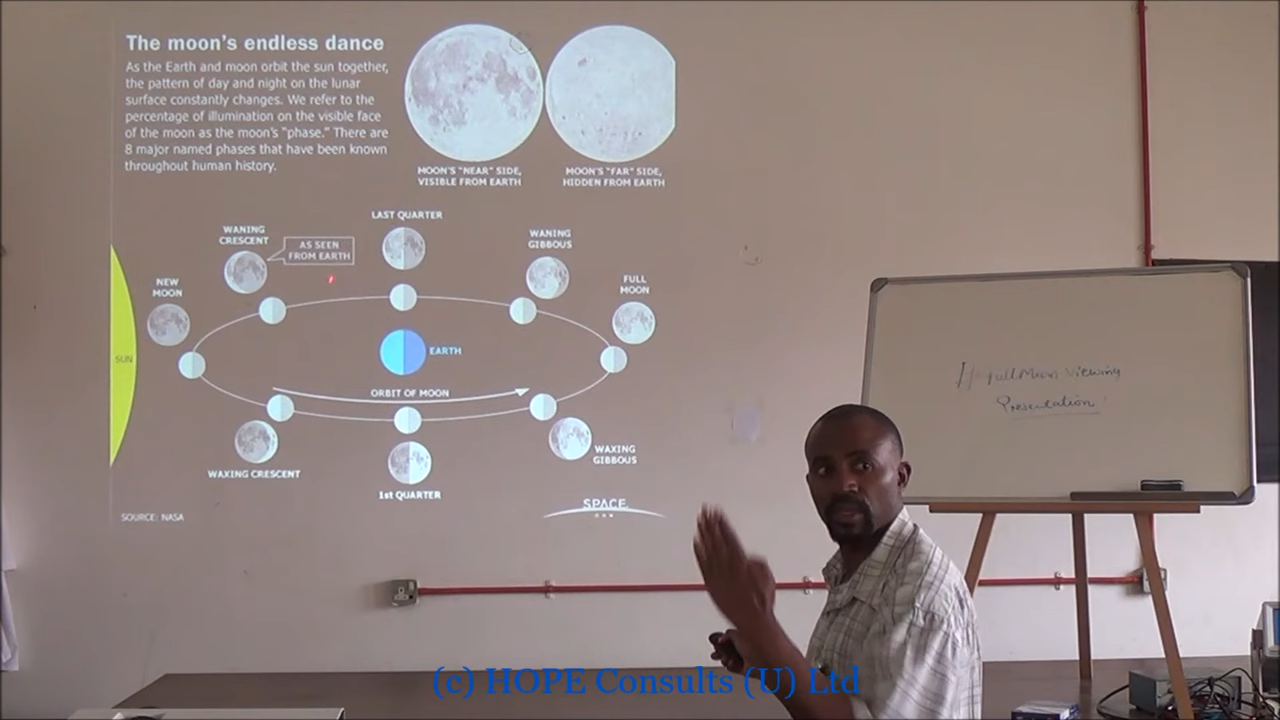 The moon's endless dance
As the Earth and moon orbit the sun together,
the pattern of day and night on the lunar
surface constantly changes. We refer to the
percentage of illumination on the visible face
of the moon as the moon's "phase." There are
8 major named phases that have been known
throughout human history.
MOON'S "NEAR" SIDE,
VISIBLE FROM EARTH
MOON'S "FAR" SIDE,
HIDDEN FROM EARTH
LAST QUARTER
WANING
CRESCENT
AS SEEN
FROM EARTH
WANING
GIBBOUS
NEW
MOON
FULL
MOON
SUN
EARTH
ORBIT OF MOON
WAXING CRESCENT
1st QUARTER
WAXING
GIBBOUS
SPACE
SOURCE: NASA
Full Moon Viewing
Presentation
(c) HOPE Consults (U) Ltd